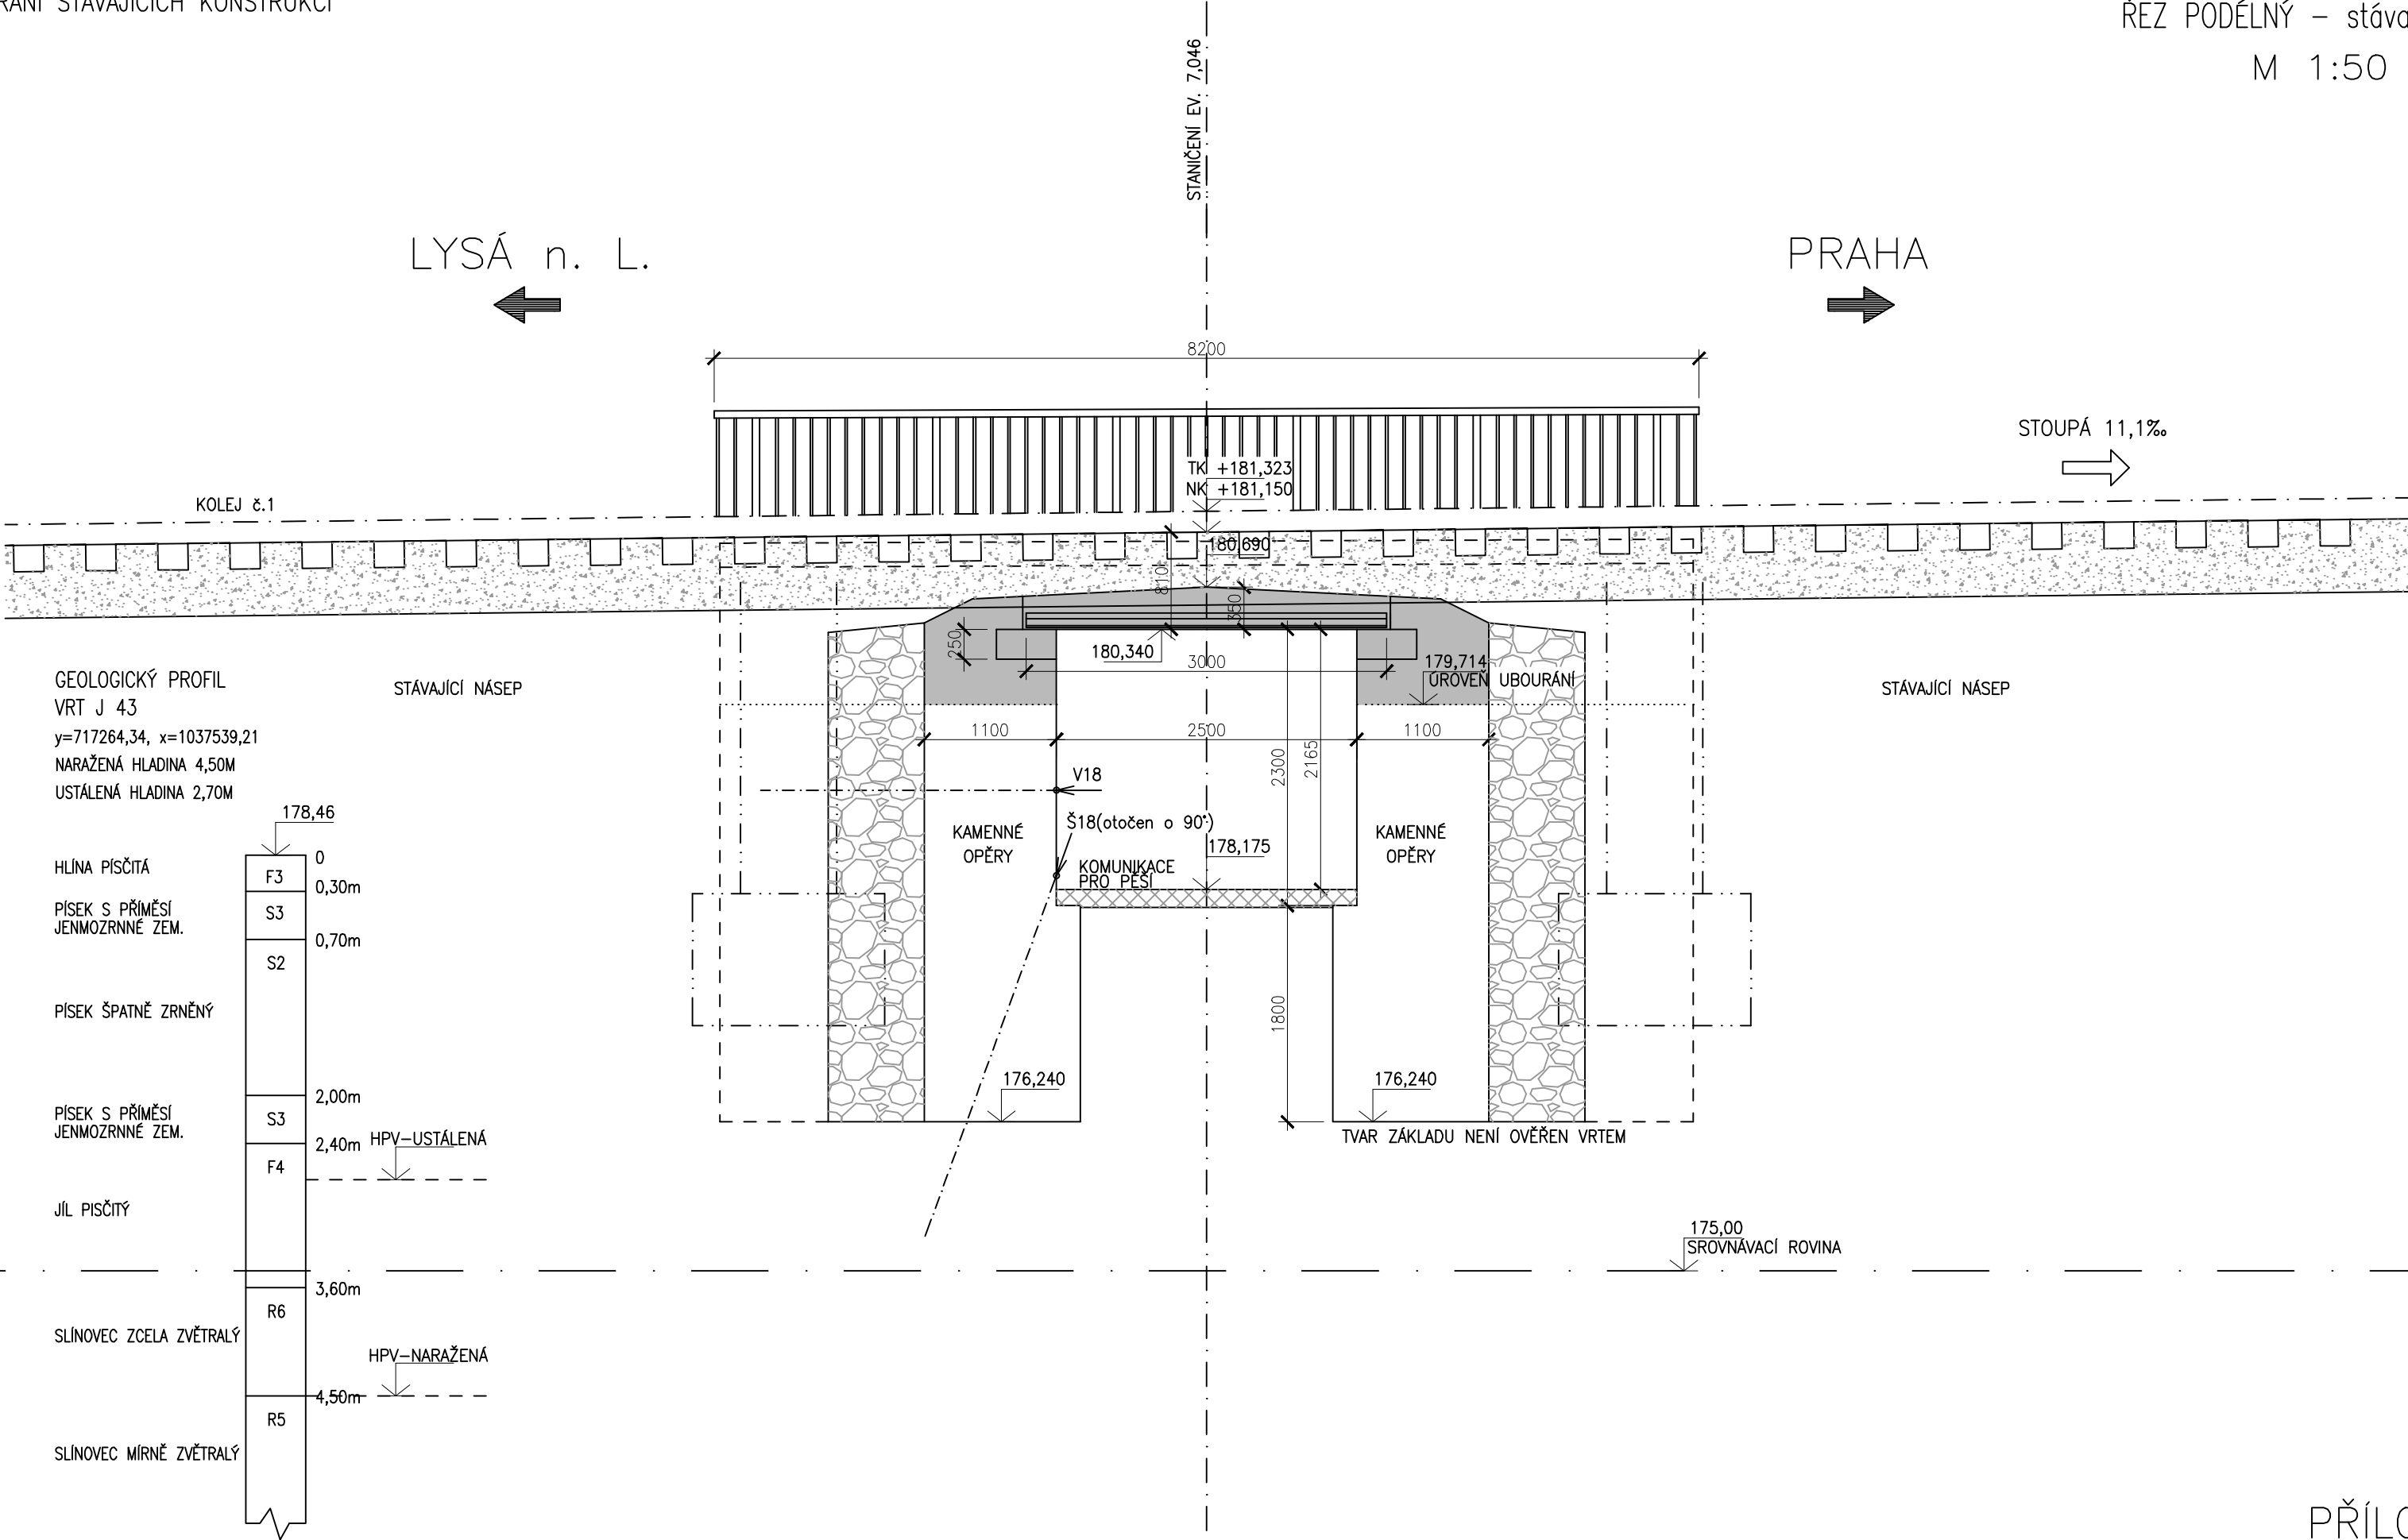 STÁVAJÍCÍCH KONSTRUKCÍ
ŘEZ PODÉLNÝ –
M 1:50
STANIČENÍ EV. 7,046
LYSÁ n. L.
PRAHA
8200
STOUPÁ 11,1‰
TK +181,323
NK +181,150
KOLEJ č.1
180,690
810
350
250
180,340
3000
179,714
ÚROVEŇ UBOURÁNÍ
GEOLOGICKÝ PROFIL
VRT J 43
y=717264,34, x=1037539,21
NARAŽENÁ HLADINA 4,50M
USTÁLENÁ HLADINA 2,70M
STÁVAJÍCÍ NÁSEP
STÁVAJÍCÍ NÁSEP
1100
2500
1100
2300
2165
V18
Š18(otočen o 90°)
KAMENNÉ
OPĚRY
KAMENNÉ
OPĚRY
178,175
KOMUNIKACE
PRO PĚŠÍ
178,46
0
HLÍNA PÍSČITÁ
F3
0,30m
PÍSEK S PŘÍMĚSÍ
JENMOZRNNÉ ZEM.
S3
0,70m
S2
PÍSEK ŠPATNĚ ZRNĚNÝ
1800
176,240
176,240
2,00m
PÍSEK S PŘÍMĚSÍ
JENMOZRNNÉ ZEM.
S3
2,40m
HPV–USTÁLENÁ
TVAR ZÁKLADU NENÍ OVĚŘEN VRTEM
F4
JÍL PISČITÝ
175,00
SROVNÁVACÍ ROVINA
3,60m
R6
SLÍNOVEC ZCELA ZVĚTRALÝ
HPV–NARAŽENÁ
4,50m
R5
SLÍNOVEC MÍRNĚ ZVĚTRALÝ